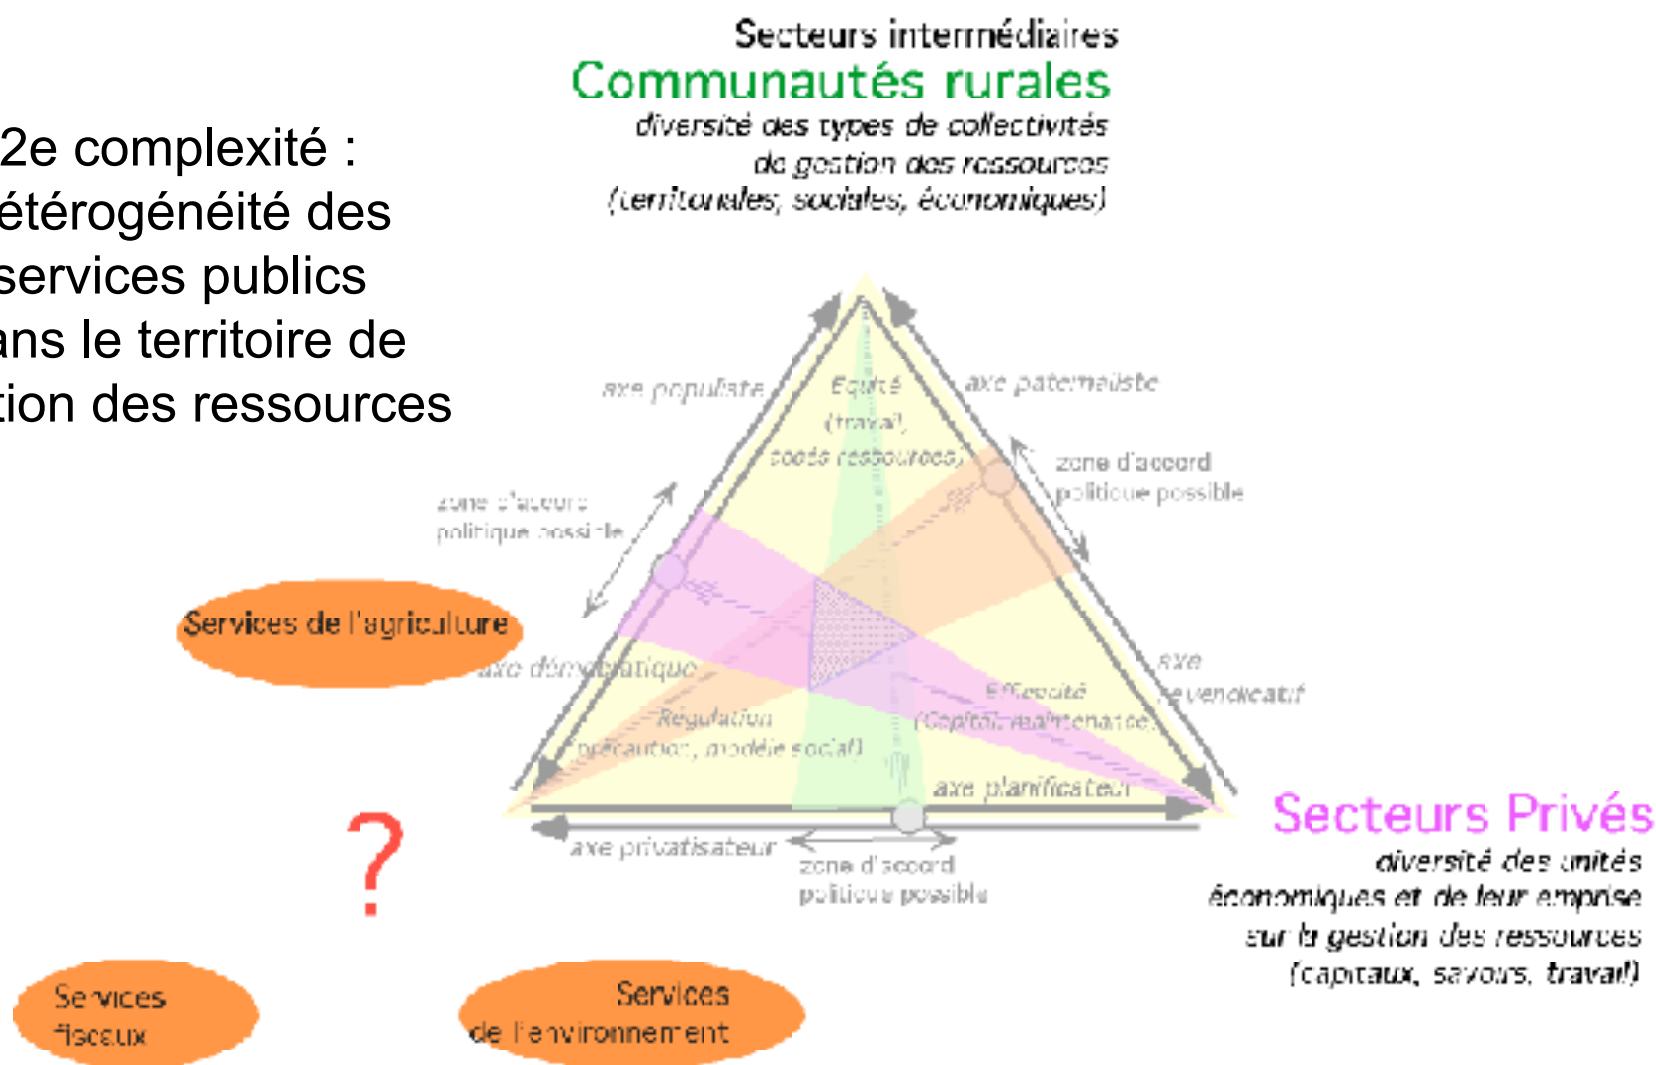 Secteurs intermédiaires
Communautés rurales
diversité des types de collectivités
de gestion des ressources
(territoriales, sociales, économiques)
2e complexité :
étérogénéité des
services publics
ans le territoire de
tion des ressources
axe populiste
Equité
(travail,
ressources)
axe paternaliste
zone d'accord
politique possible
zone d'accord
politique possible
Services de l'agriculture
axe démocratique
Régulation
(précaution, modèle social)
Efficacité
(Capital, maintenance)
axe
revendicatif
axe planificateur
axe privatisateur
zone d'accord
politique possible
?
Secteurs Privés
diversité des unités
économiques et de leur emprise
sur la gestion des ressources
(capitaux, savoirs, travail)
Services
fiscaux
Services
de l'environnement